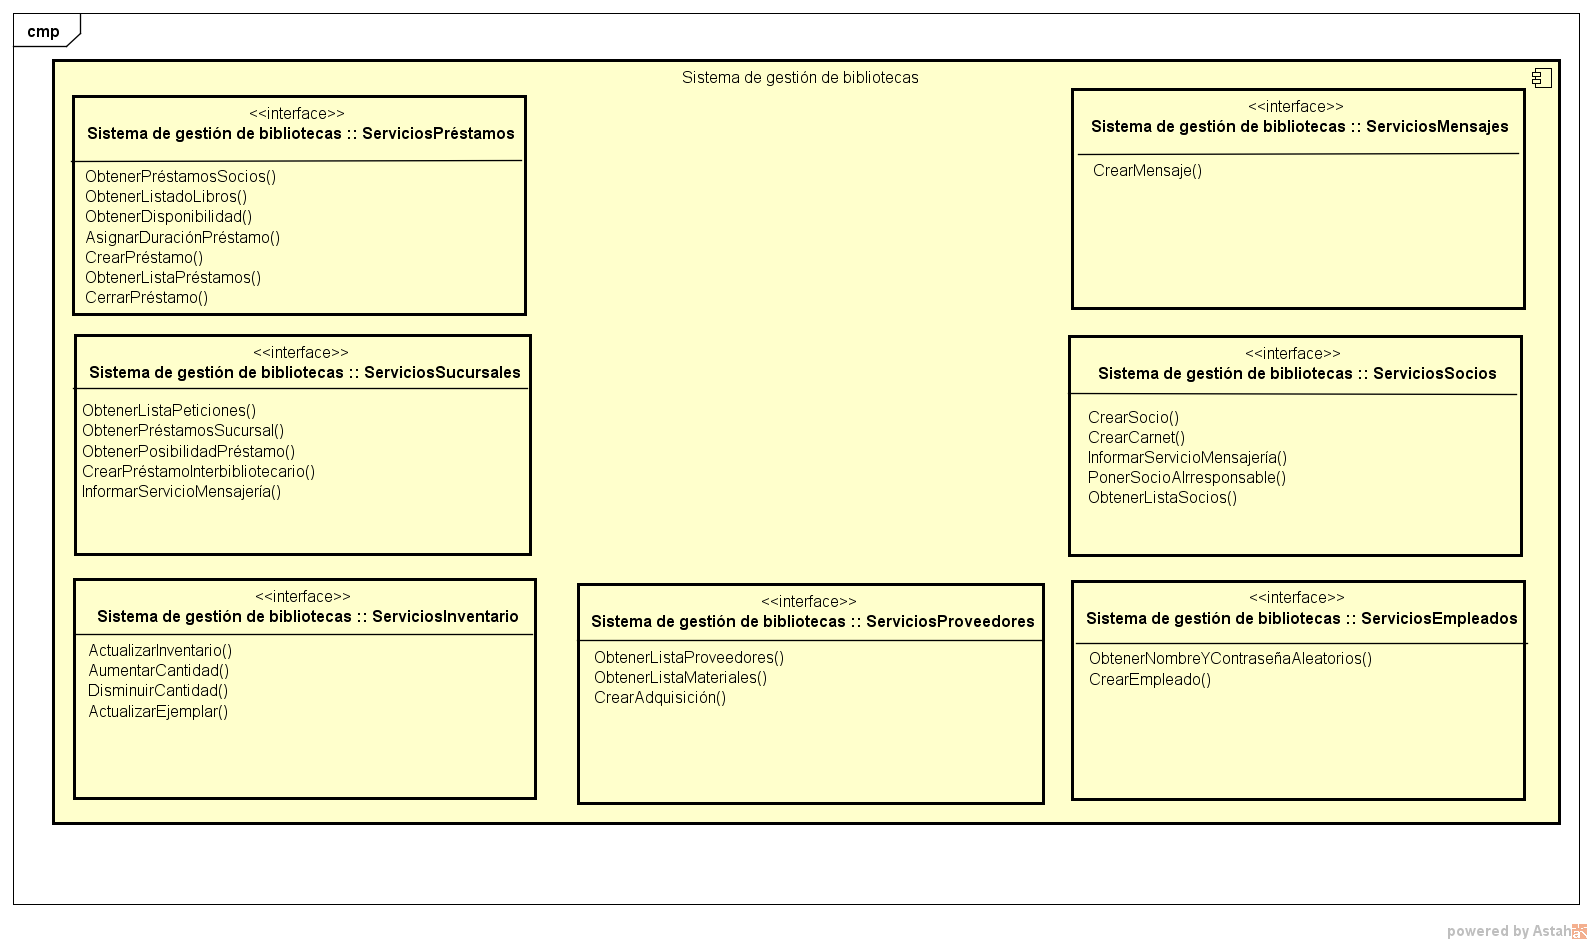 cmp
Sistema de gestión de bibliotecas
<<interface>>
Sistema de gestión de bibliotecas :: ServiciosPréstamos
ObtenerPréstamosSocios()
ObtenerListadoLibros()
ObtenerDisponibilidad()
AsignarDuraciónPréstamo()
CrearPréstamo()
ObtenerListaPréstamos()
CerrarPréstamo()
<<interface>>
Sistema de gestión de bibliotecas :: ServiciosMensajes
CrearMensaje()
<<interface>>
Sistema de gestión de bibliotecas :: ServiciosSucursales
ObtenerListaPeticiones()
ObtenerPréstamosSucursal()
ObtenerPosibilidadPréstamo()
CrearPréstamoInterbibliotecario()
InformarServicioMensajería()
<<interface>>
Sistema de gestión de bibliotecas :: ServiciosSocios
CrearSocio()
CrearCarnet()
InformarServicioMensajería()
PonerSocioAIrresponsable()
ObtenerListaSocios()
<<interface>>
Sistema de gestión de bibliotecas :: ServiciosInventario
ActualizarInventario()
AumentarCantidad()
DisminuirCantidad()
ActualizarEjemplar()
<<interface>>
Sistema de gestión de bibliotecas :: ServiciosProveedores
ObtenerListaProveedores()
ObtenerListaMateriales()
CrearAdquisición()
<<interface>>
Sistema de gestión de bibliotecas :: ServiciosEmpleados
ObtenerNombreYContraseñaAleatorios()
CrearEmpleado()
powered by Astah